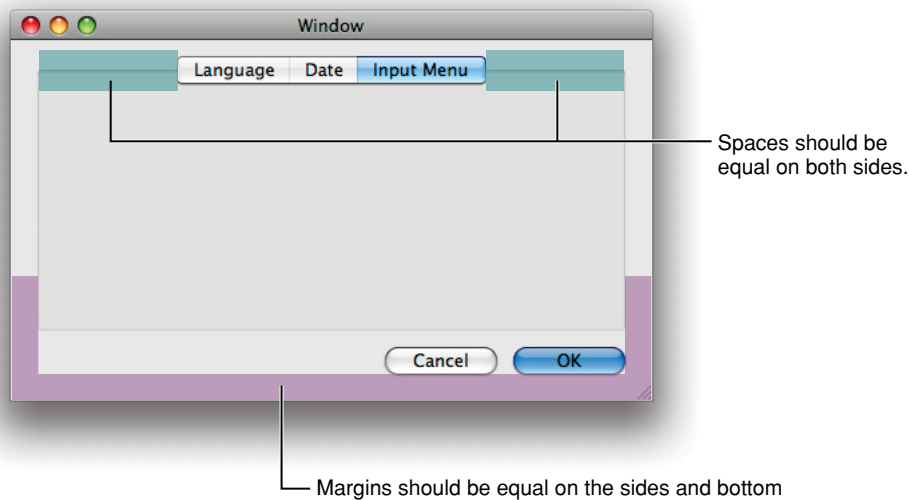 Window
Language Date Input Menu
Spaces should be
equal on both sides.
Cancel OK
Margins should be equal on the sides and bottom